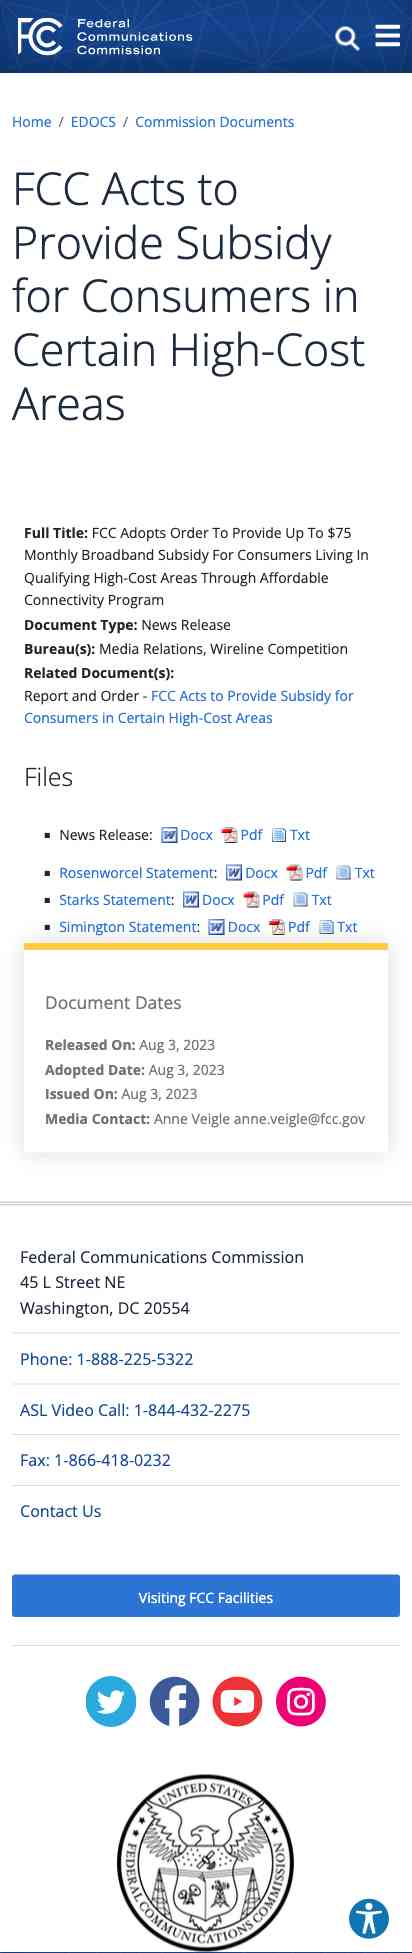 FCC Federal
Communications
Commission
Home / EDOCS / Commission Documents
FCC Acts to
Provide Subsidy
for Consumers in
Certain High-Cost
Areas
Full Title: FCC Adopts Order To Provide Up To $75
Monthly Broadband Subsidy For Consumers Living In
Qualifying High-Cost Areas Through Affordable
Connectivity Program
Document Type: News Release
Bureau(s): Media Relations, Wireline Competition
Related Document(s):
Report and Order - FCC Acts to Provide Subsidy for
Consumers in Certain High-Cost Areas
Files
News Release: Docx Pdf Txt
Rosenworcel Statement: Docx Pdf Txt
Starks Statement: Docx Pdf Txt
Simington Statement: Docx Pdf Txt
Document Dates
Released On: Aug 3, 2023
Adopted Date: Aug 3, 2023
Issued On: Aug 3, 2023
Media Contact: Anne Veigle anne.veigle@fcc.gov
Federal Communications Commission
45 L Street NE
Washington, DC 20554
Phone: 1-888-225-5322
ASL Video Call: 1-844-432-2275
Fax: 1-866-418-0232
Contact Us
Visiting FCC Facilities
UNITED STATES
FEDERAL COMMUNICATIONS COMMISSION